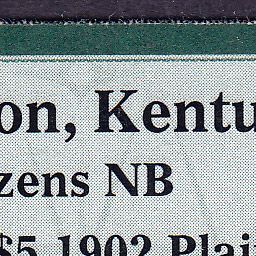 on, Kentu
zens NB
$5 1902 Plai